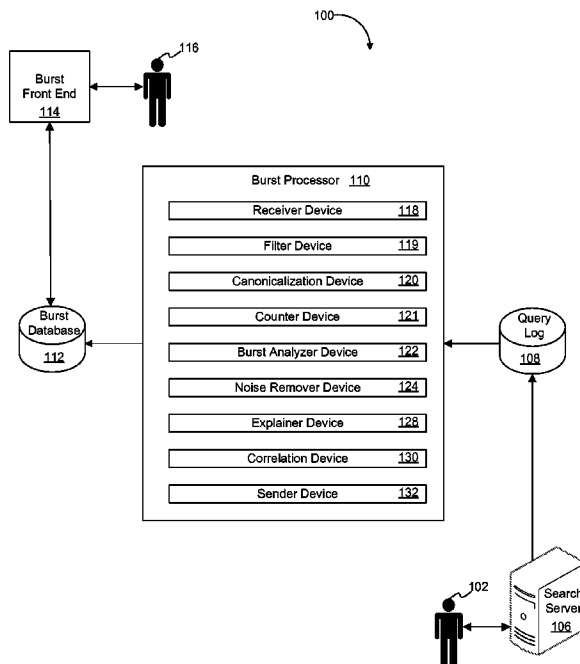 100
116
Burst
Front End
114
Burst Processor 110
Receiver Device 118
Filter Device 119
Canonicalization Device 120
Counter Device 121
Burst Analyzer Device 122
Noise Remover Device 124
Explainer Device 128
Correlation Device 130
Sender Device 132
Burst
Database
112
Query
Log
108
102
Search
Server
106